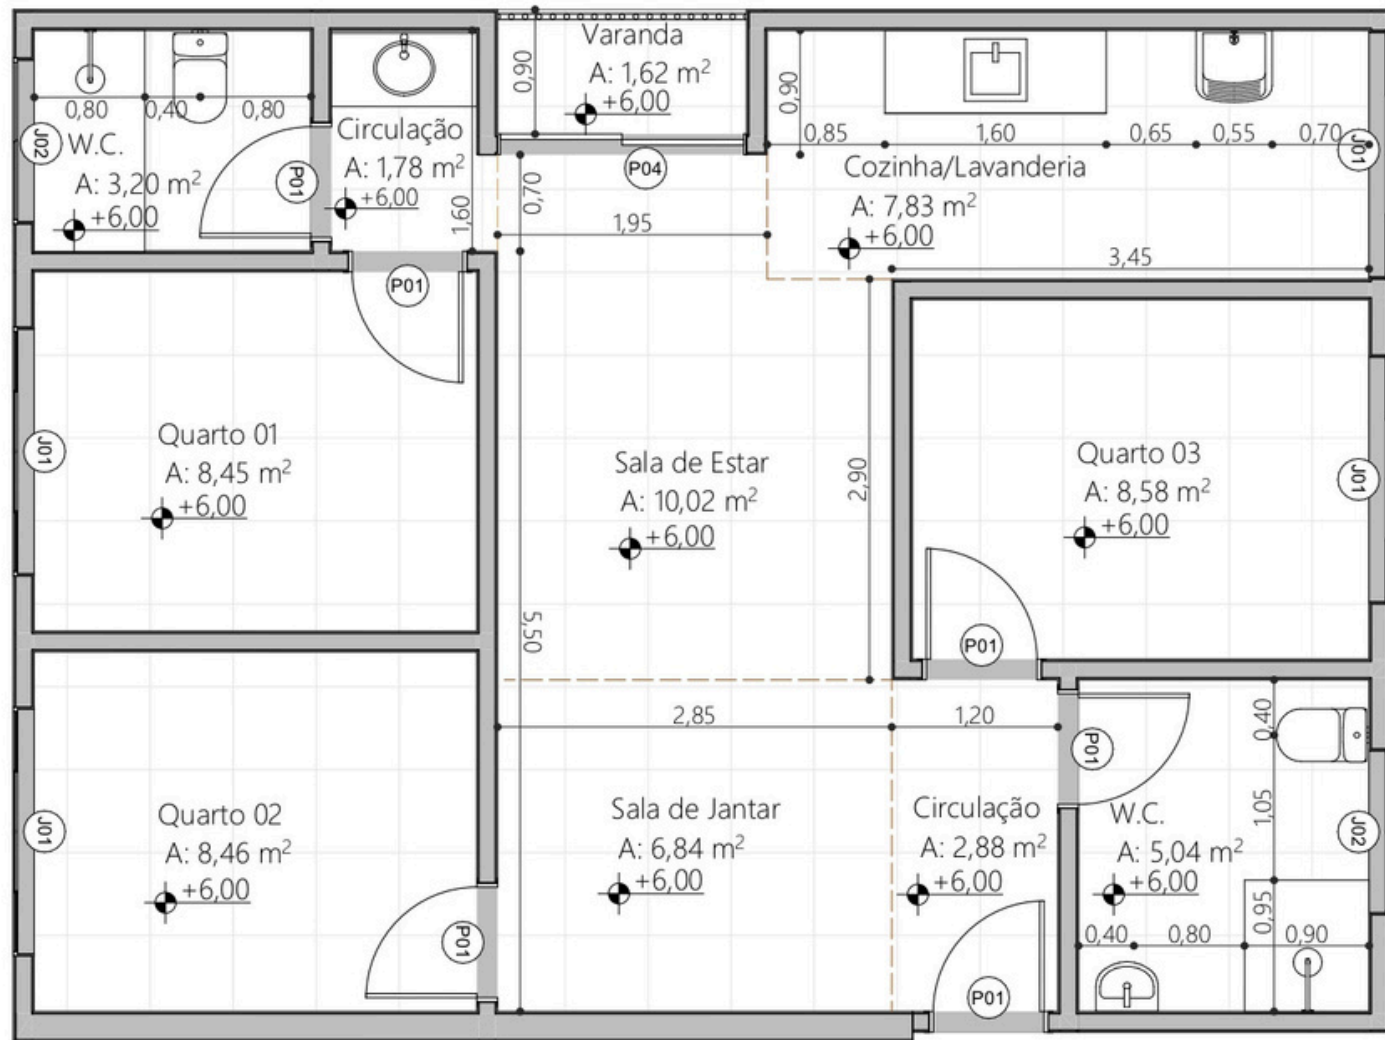 Varanda
A: 1,62 m²
+6,00
0,90
0,80
0,40
0,80
J02
W.C.
A: 3,20 m²
+6,00
P01
Circulação
A: 1,78 m²
+6,00
1,60
P01
0,70
P04
1,95
0,90
0,85
1,60
0,65
0,55
0,70
J01
Cozinha/Lavanderia
A: 7,83 m²
+6,00
3,45
Quarto 01
A: 8,45 m²
+6,00
J01
Sala de Estar
A: 10,02 m²
+6,00
2,90
5,50
Quarto 03
A: 8,58 m²
+6,00
J01
P01
2,85
1,20
Quarto 02
A: 8,46 m²
+6,00
J01
P01
Sala de Jantar
A: 6,84 m²
+6,00
Circulação
A: 2,88 m²
+6,00
P01
P01
W.C.
A: 5,04 m²
+6,00
0,40
1,05
0,95
J02
0,40
0,80
0,90